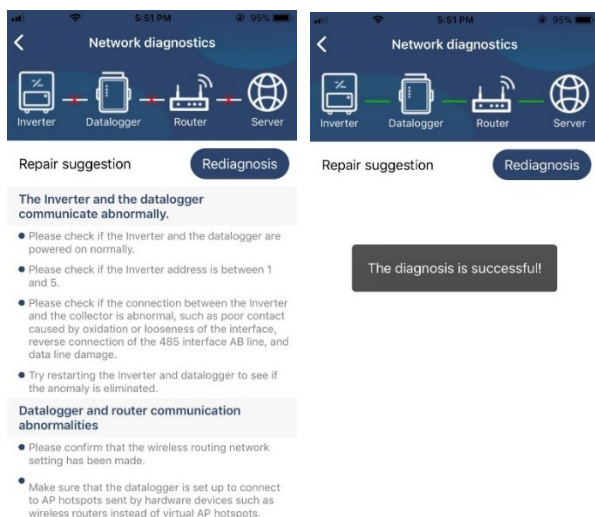 5:51 PM
95%
Network diagnostics
Inverter Datalogger Router Server
Repair suggestion Rediagnosis
The Inverter and the datalogger
communicate abnormally.
Please check if the Inverter and the datalogger are
powered on normally.
Please check if the Inverter address is between 1
and 5.
Please check if the connection between the Inverter
and the collector is abnormal, such as poor contact
caused by oxidation or looseness of the interface,
reverse connection of the 485 interface AB line, and
data line damage.
Try restarting the Inverter and datalogger to see if
the anomaly is eliminated.
Datalogger and router communication
abnormalities
Please confirm that the wireless routing network
setting has been made.
Make sure that the datalogger is set up to connect
to AP hotspots sent by hardware devices such as
wireless routers instead of virtual AP hotspots.
5:51 PM
95%
Network diagnostics
Inverter Datalogger Router Server
Repair suggestion Rediagnosis
The diagnosis is successful!